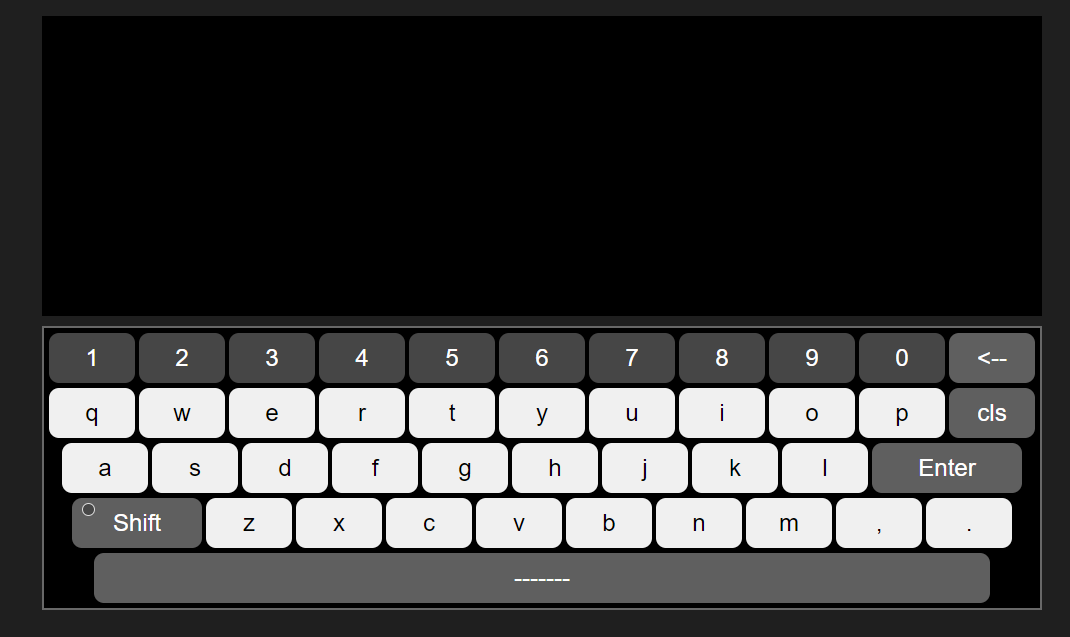 1 2 3 4 5 6 7 8 9 0 <--
q w e r t y u i o p cls
a s d f g h j k l Enter
Shift z x c v b n m , .
-------